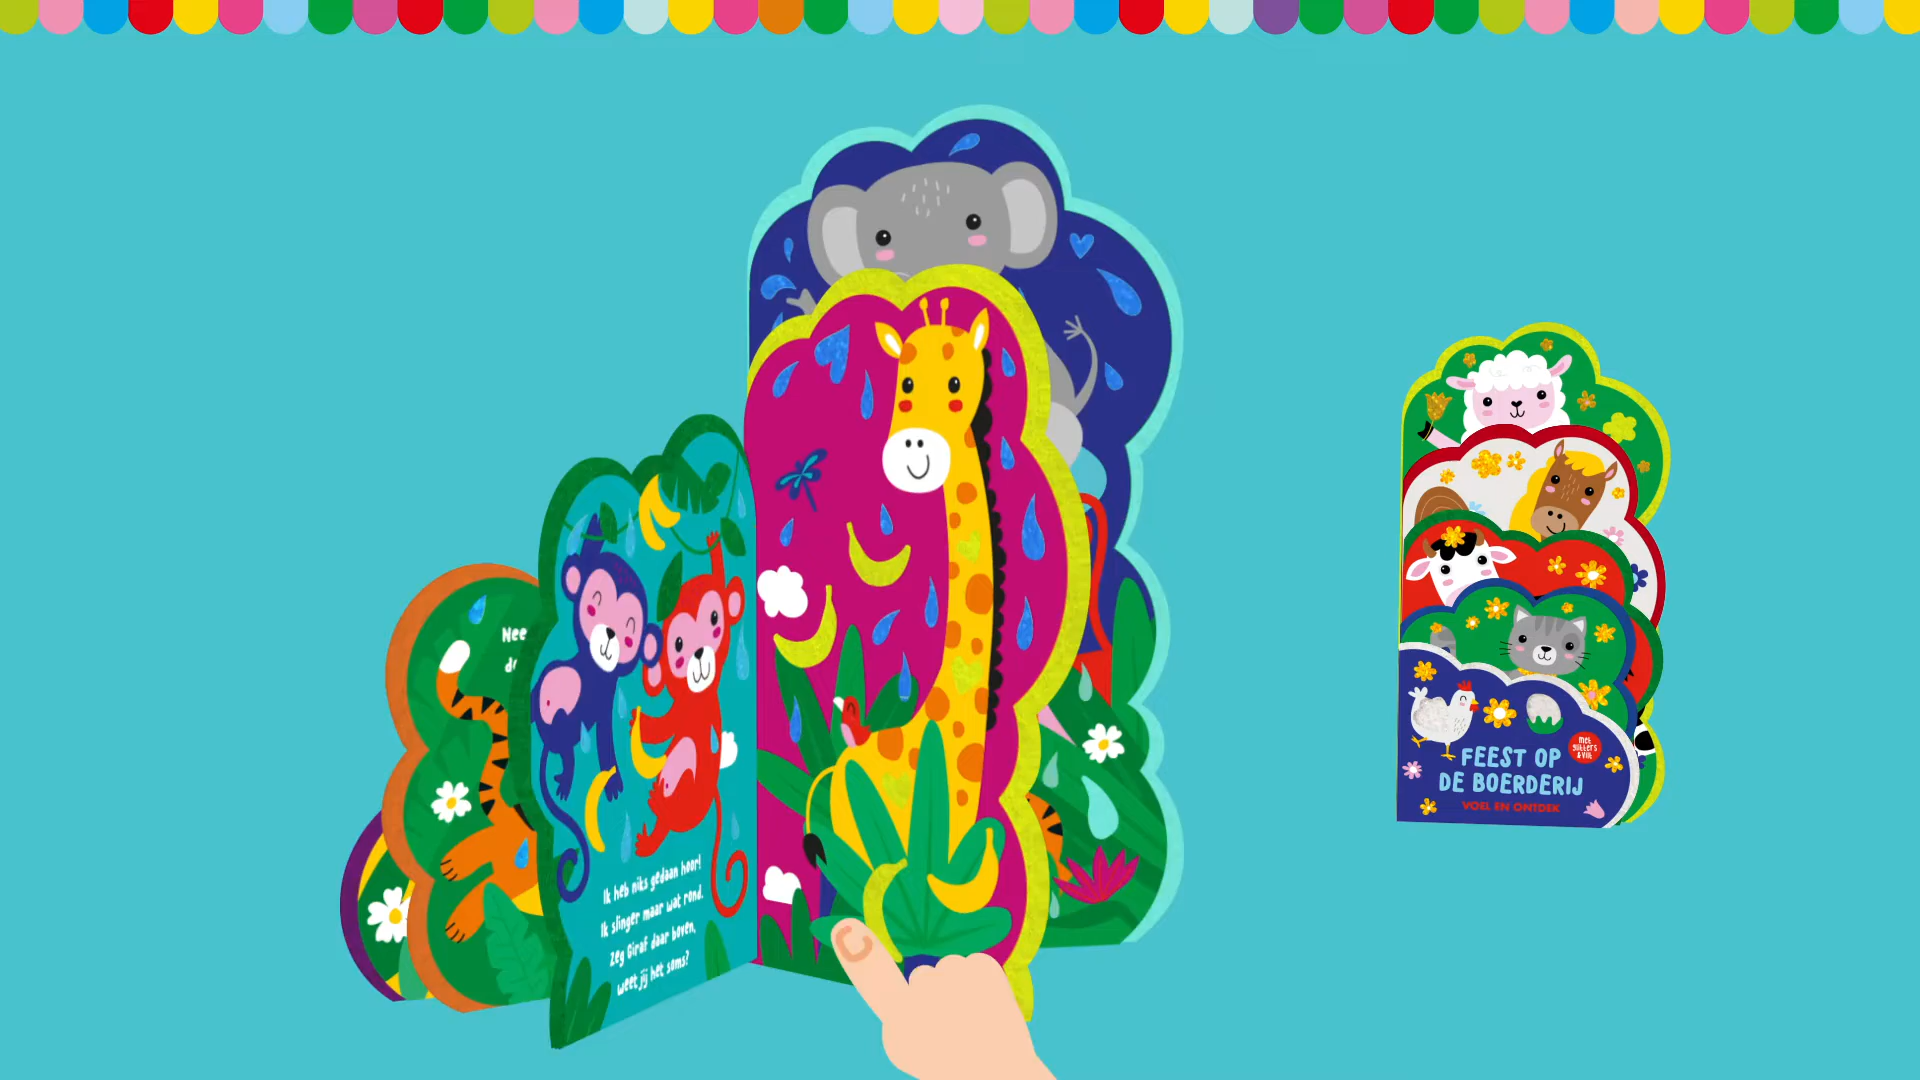 Nee
Ik heb niks gedaan hoor!
Ik slinger maar wat rond.
Zeg Giraf daar boven,
weet jij het soms?
met
glitters
& vilt
FEEST OP
DE BOERDERIJ
VOEL EN ONTDEK